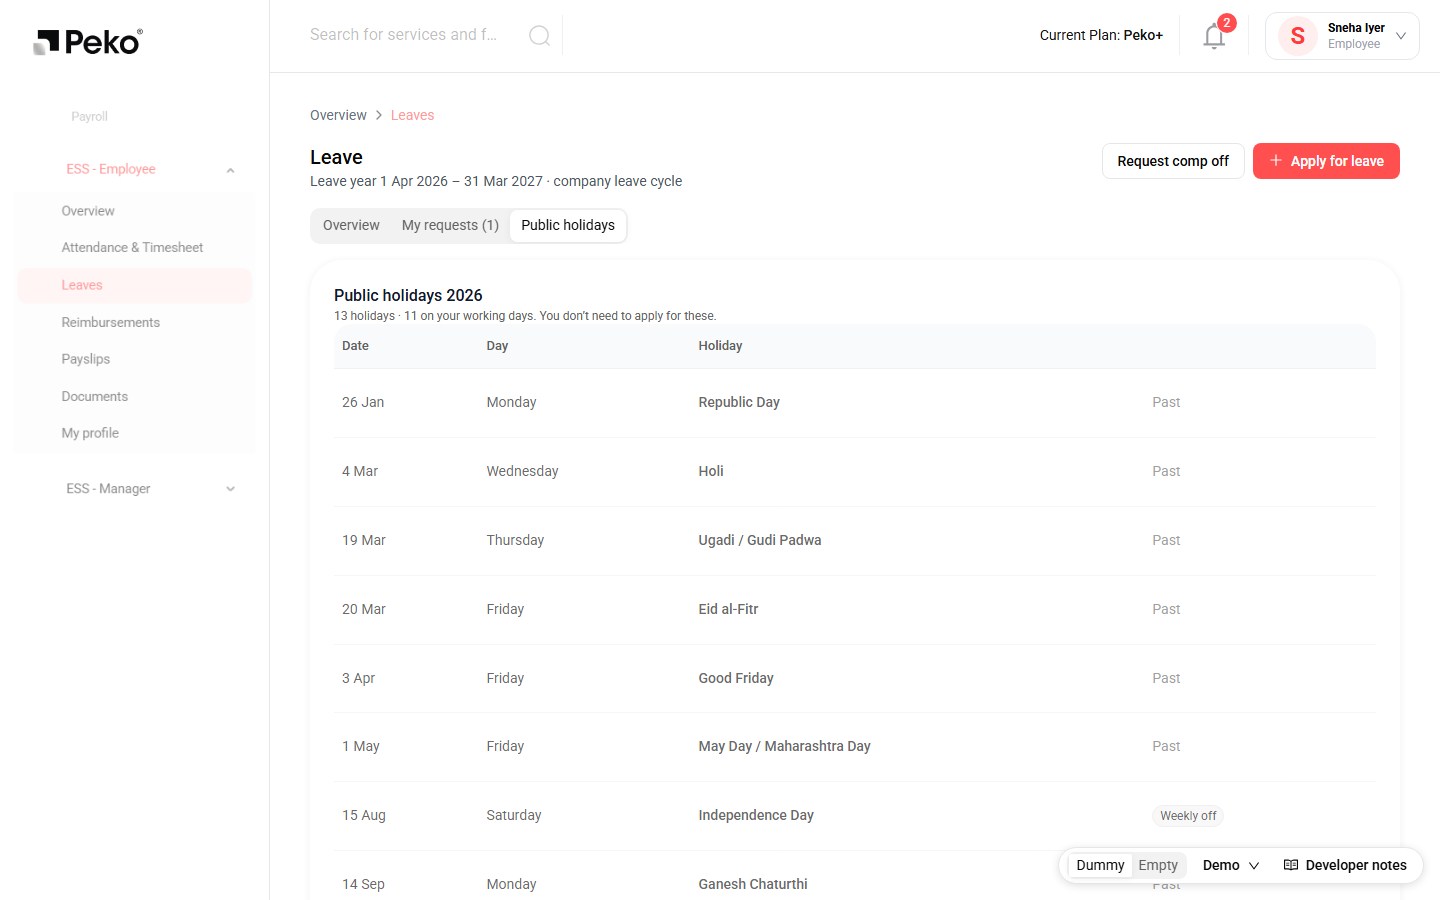 Peko®
Search for services and f...
Current Plan: Peko+
2
S
Sneha Iyer
Employee
Payroll
ESS - Employee
Overview
Attendance & Timesheet
Leaves
Reimbursements
Payslips
Documents
My profile
ESS - Manager
Overview > Leaves
Leave
Leave year 1 Apr 2026 – 31 Mar 2027 · company leave cycle
Request comp off
+ Apply for leave
Overview My requests (1) Public holidays
Public holidays 2026
13 holidays · 11 on your working days. You don't need to apply for these.
Date Day Holiday
26 Jan Monday Republic Day Past
4 Mar Wednesday Holi Past
19 Mar Thursday Ugadi / Gudi Padwa Past
20 Mar Friday Eid al-Fitr Past
3 Apr Friday Good Friday Past
1 May Friday May Day / Maharashtra Day Past
15 Aug Saturday Independence Day Weekly off
14 Sep Monday Ganesh Chaturthi Past
Dummy Empty Demo Developer notes